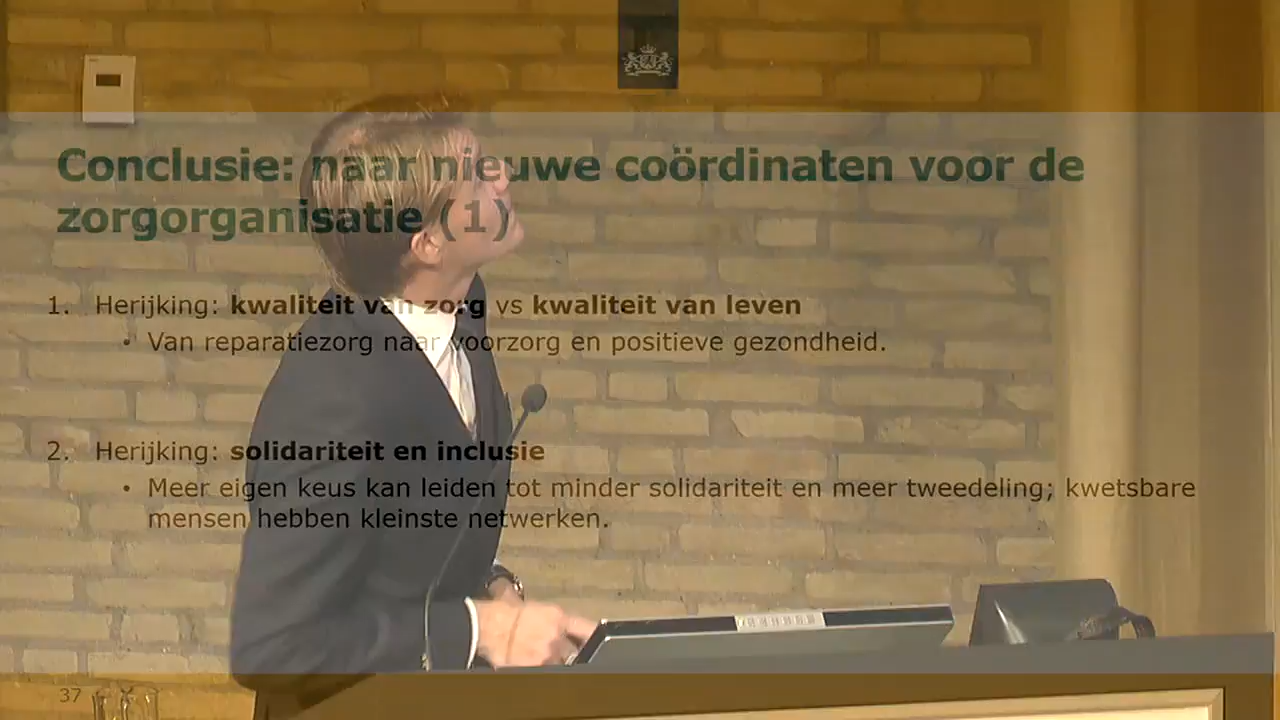 Conclusie: naar nieuwe coördinaten voor de
zorgorganisatie (1)
1. Herijking: kwaliteit van zorg vs kwaliteit van leven
• Van reparatiezorg naar voorzorg en positieve gezondheid.
2. Herijking: solidariteit en inclusie
• Meer eigen keus kan leiden tot minder solidariteit en meer tweedeling; kwetsbare
mensen hebben kleinste netwerken.
37